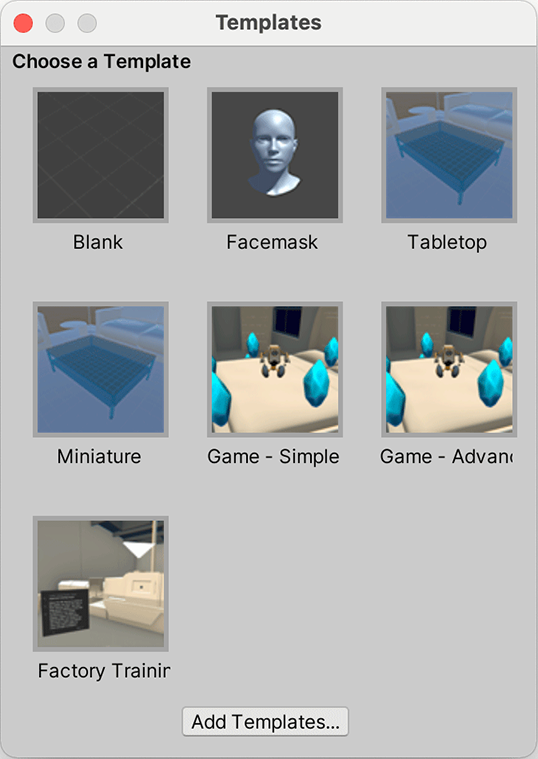 Templates
Choose a Template
Blank
Facemask
Tabletop
Miniature
Game - Simple
Game - Advanc
Factory Trainin
Add Templates...